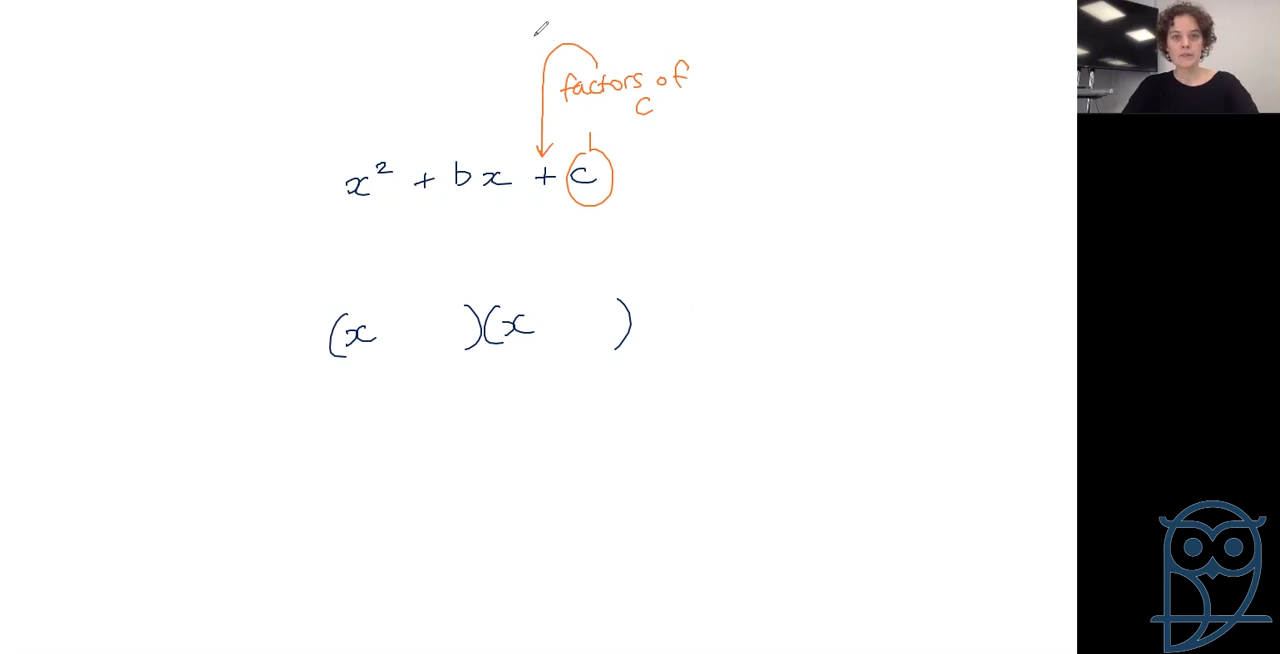 factors of
c
x² + bx + c
(x )(x )